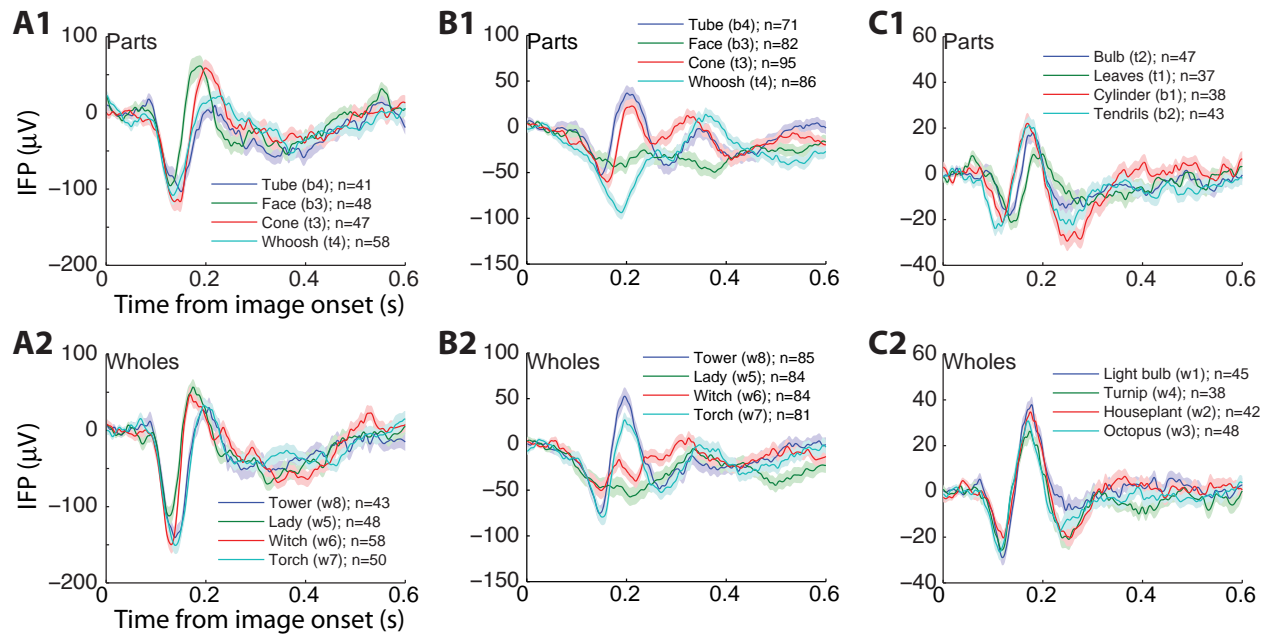 A1
Parts
100
0
−100
−200
IFP (μV)
Tube (b4); n=41
Face (b3); n=48
Cone (t3); n=47
Whoosh (t4); n=58
0
0.2
0.4
0.6
Time from image onset (s)
B1
Parts
100
50
0
−50
−100
−150
Tube (b4); n=71
Face (b3); n=82
Cone (t3); n=95
Whoosh (t4); n=86
0
0.2
0.4
0.6
C1
Parts
60
40
20
0
−20
−40
Bulb (t2); n=47
Leaves (t1); n=37
Cylinder (b1); n=38
Tendrils (b2); n=43
0
0.2
0.4
0.6
A2
Wholes
100
0
−100
−200
IFP (μV)
Tower (w8); n=43
Lady (w5); n=48
Witch (w6); n=58
Torch (w7); n=50
0
0.2
0.4
0.6
Time from image onset (s)
B2
Wholes
100
50
0
−50
−100
−150
Tower (w8); n=85
Lady (w5); n=84
Witch (w6); n=84
Torch (w7); n=81
0
0.2
0.4
0.6
C2
Wholes
60
40
20
0
−20
−40
Light bulb (w1); n=45
Turnip (w4); n=38
Houseplant (w2); n=42
Octopus (w3); n=48
0
0.2
0.4
0.6